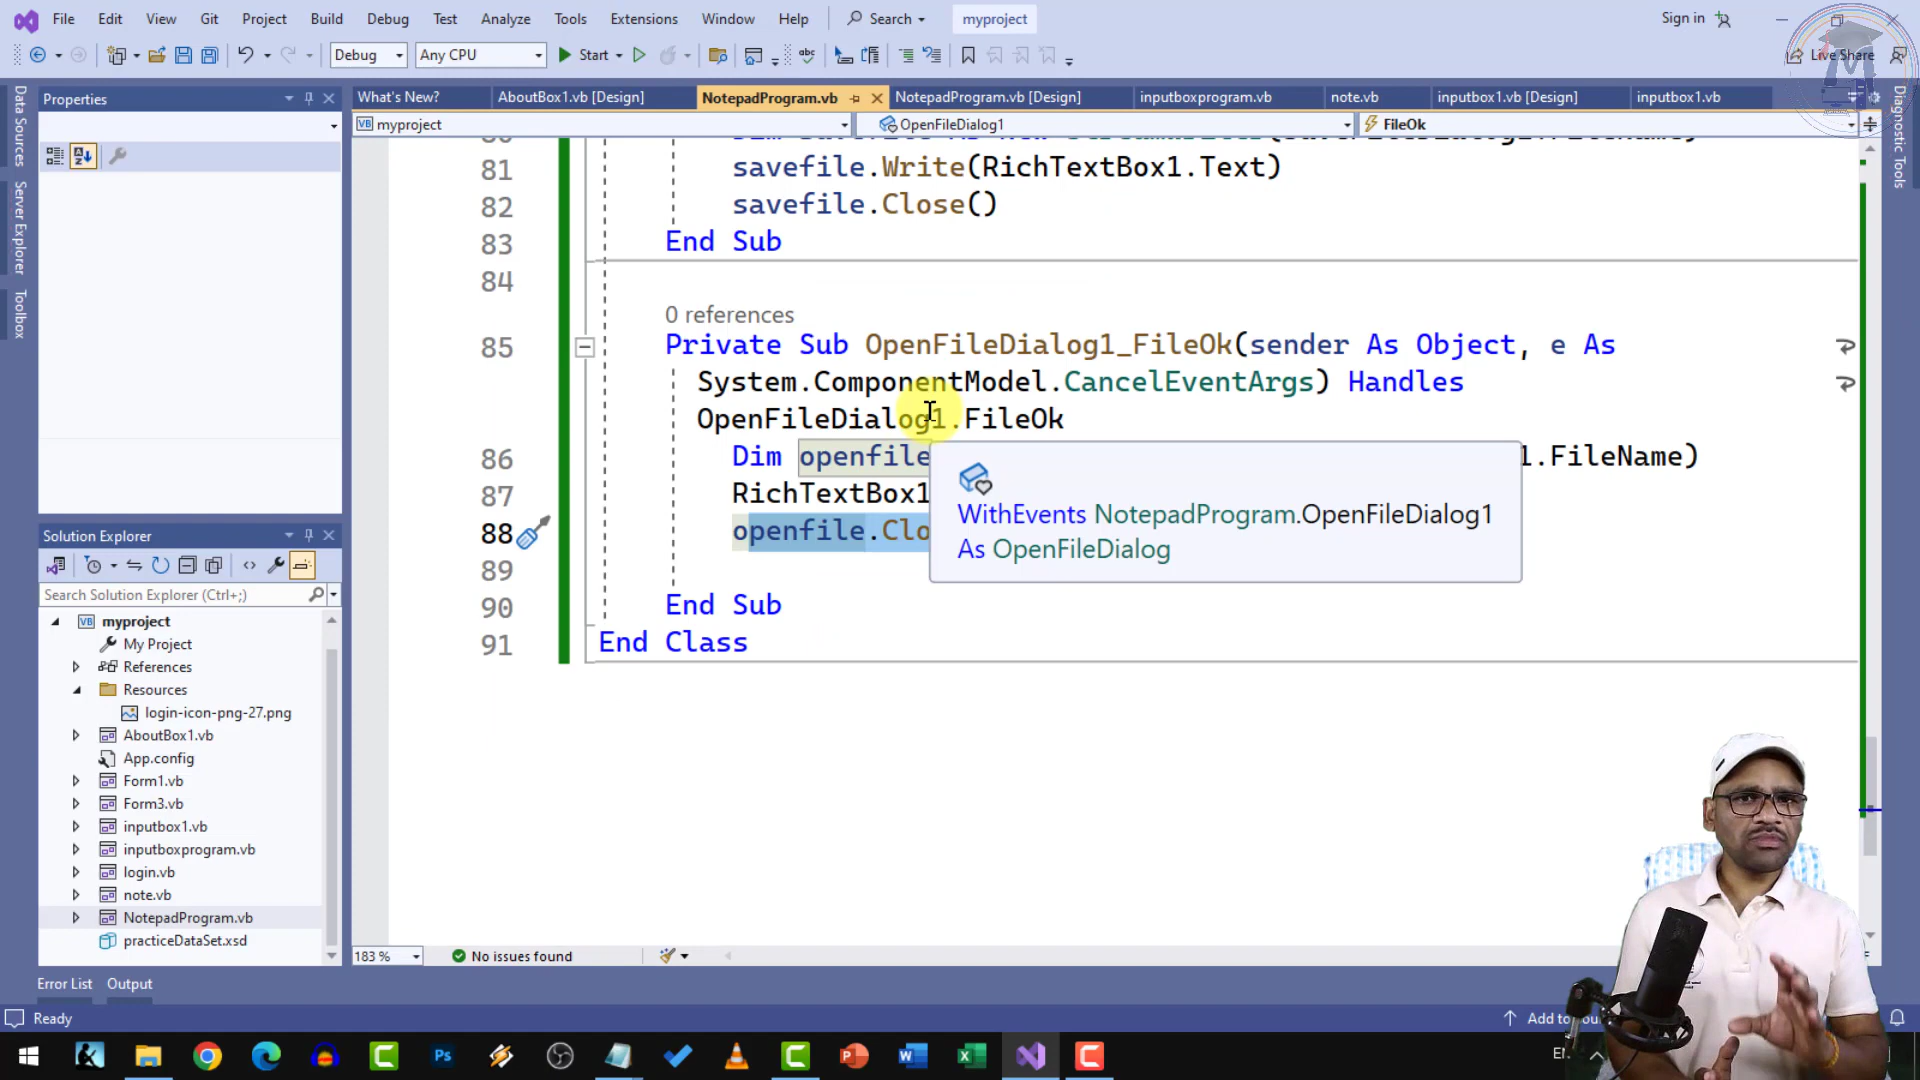 File Edit View Git Project Build Debug Test Analyze Tools Extensions Window Help Search myproject Sign in
Debug Any CPU Start Live Share
Properties
What's New? AboutBox1.vb [Design] NotepadProgram.vb NotepadProgram.vb [Design] inputboxprogram.vb note.vb inputbox1.vb [Design] inputbox1.vb
VB myproject OpenFileDialog1 FileOk
Data Sources
Server Explorer
Toolbox
Diagnostic Tools
81 savefile.Write(RichTextBox1.Text)
82 savefile.Close()
83 End Sub
84
0 references
85 Private Sub OpenFileDialog1_FileOk(sender As Object, e As
System.ComponentModel.CancelEventArgs) Handles
OpenFileDialog1.FileOk
86 Dim openfile 1.FileName)
87 RichTextBox1
88 openfile.Clo
WithEvents NotepadProgram.OpenFileDialog1
As OpenFileDialog
89
90 End Sub
91 End Class
Solution Explorer
Search Solution Explorer (Ctrl+;)
VB myproject
My Project
References
Resources
login-icon-png-27.png
AboutBox1.vb
App.config
Form1.vb
Form3.vb
inputbox1.vb
inputboxprogram.vb
login.vb
note.vb
NotepadProgram.vb
practiceDataSet.xsd
183 % No issues found
Error List Output
Ready Add to